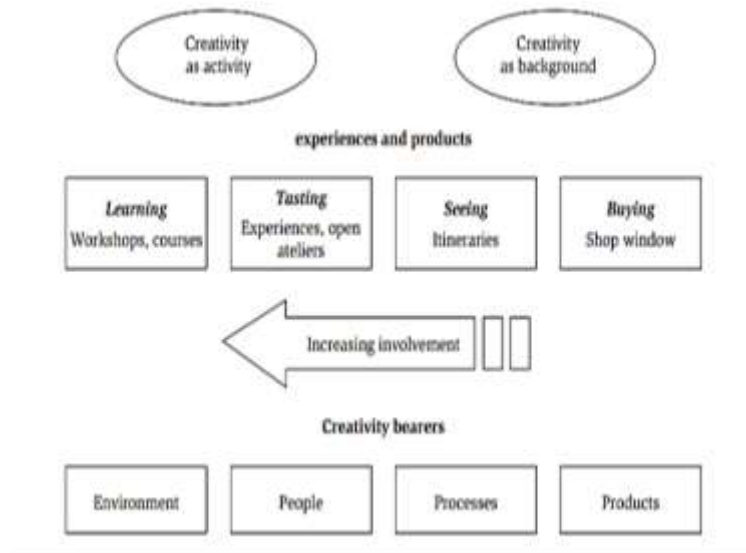 Creativity
as activity
Creativity
as background
experiences and products
Learning
Workshops, courses
Tasting
Experiences, open
ateliers
Seeing
Itineraries
Buying
Shop window
Increasing involvement
Creativity bearers
Environment
People
Processes
Products